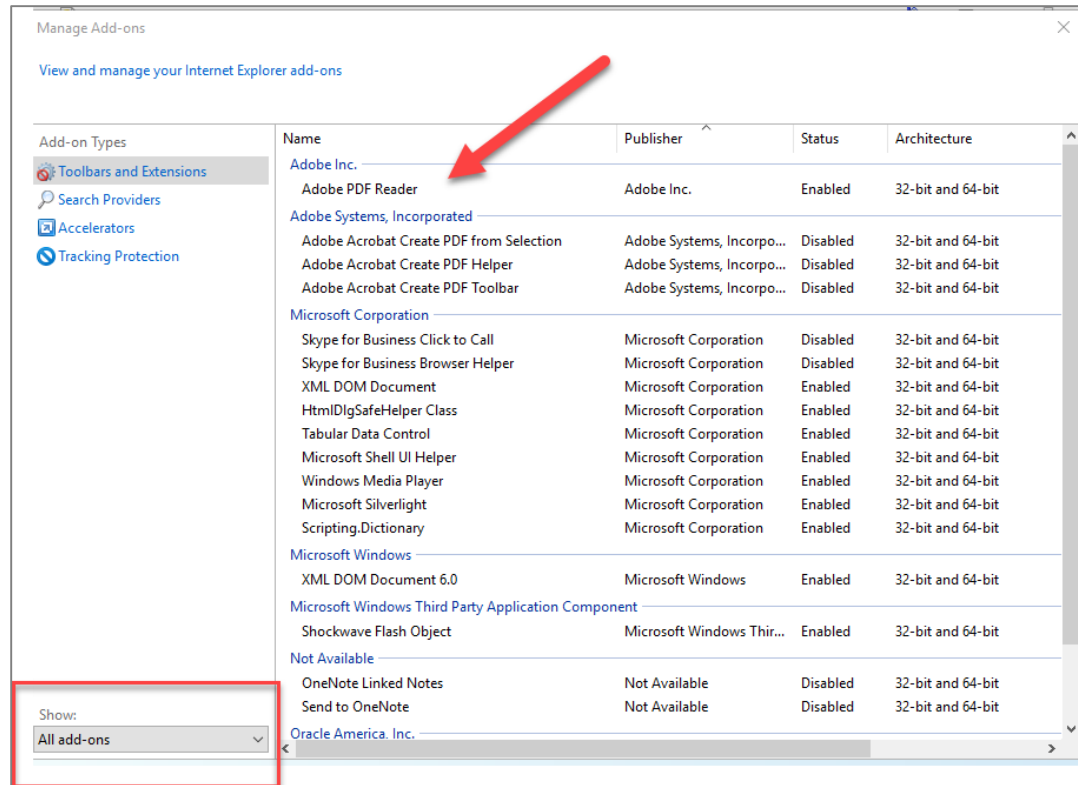 Manage Add-ons
View and manage your Internet Explorer add-ons
Add-on Types
Toolbars and Extensions
Search Providers
Accelerators
Tracking Protection
Show:
All add-ons
Name Publisher Status Architecture
Adobe Inc.
Adobe PDF Reader Adobe Inc. Enabled 32-bit and 64-bit
Adobe Systems, Incorporated
Adobe Acrobat Create PDF from Selection Adobe Systems, Incorpo... Disabled 32-bit and 64-bit
Adobe Acrobat Create PDF Helper Adobe Systems, Incorpo... Disabled 32-bit and 64-bit
Adobe Acrobat Create PDF Toolbar Adobe Systems, Incorpo... Disabled 32-bit and 64-bit
Microsoft Corporation
Skype for Business Click to Call Microsoft Corporation Disabled 32-bit and 64-bit
Skype for Business Browser Helper Microsoft Corporation Disabled 32-bit and 64-bit
XML DOM Document Microsoft Corporation Enabled 32-bit and 64-bit
HtmlDlgSafeHelper Class Microsoft Corporation Enabled 32-bit and 64-bit
Tabular Data Control Microsoft Corporation Enabled 32-bit and 64-bit
Microsoft Shell UI Helper Microsoft Corporation Enabled 32-bit and 64-bit
Windows Media Player Microsoft Corporation Enabled 32-bit and 64-bit
Microsoft Silverlight Microsoft Corporation Enabled 32-bit and 64-bit
Scripting.Dictionary Microsoft Corporation Enabled 32-bit and 64-bit
Microsoft Windows
XML DOM Document 6.0 Microsoft Windows Enabled 32-bit and 64-bit
Microsoft Windows Third Party Application Component
Shockwave Flash Object Microsoft Windows Thir... Enabled 32-bit and 64-bit
Not Available
OneNote Linked Notes Not Available Disabled 32-bit and 64-bit
Send to OneNote Not Available Disabled 32-bit and 64-bit
Oracle America, Inc.